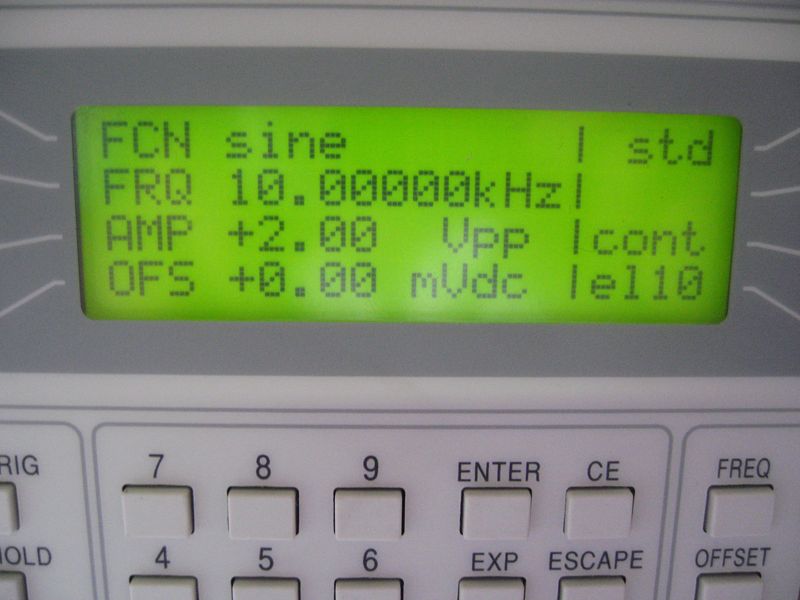 FCN sine | std
FRQ 10.00000kHz|
AMP +2.00 Vpp |cont
OFS +0.00 mVdc |el10
RIG 7 8 9 ENTER CE FREQ
HOLD 4 5 6 EXP ESCAPE OFFSET